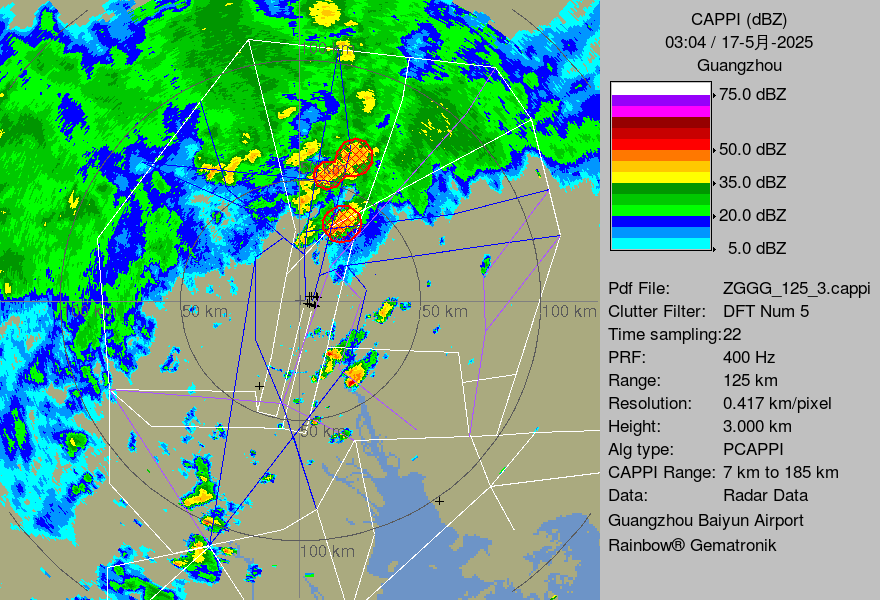 CAPPI (dBZ)
03:04 / 17-5月-2025
Guangzhou
75.0 dBZ
50.0 dBZ
35.0 dBZ
20.0 dBZ
5.0 dBZ
Pdf File: ZGGG_125_3.cappi
Clutter Filter: DFT Num 5
Time sampling:22
PRF: 400 Hz
Range: 125 km
Resolution: 0.417 km/pixel
Height: 3.000 km
Alg type: PCAPPI
CAPPI Range: 7 km to 185 km
Data: Radar Data
Guangzhou Baiyun Airport
Rainbow® Gematronik
100 km
50 km
50 km
100 km
50 km
100 km